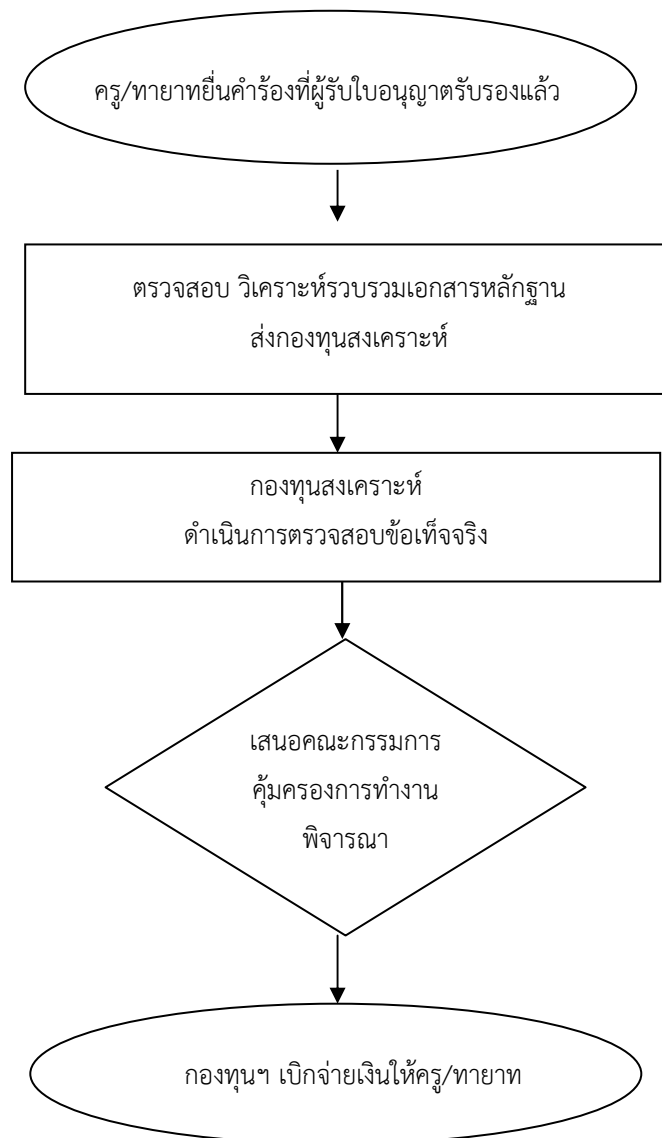 ครู/ทายาทยื่นคำร้องที่ผู้รับใบอนุญาตรับรองแล้ว
ตรวจสอบ วิเคราะห์รวบรวมเอกสารหลักฐาน
ส่งกองทุนสงเคราะห์
กองทุนสงเคราะห์
ดำเนินการตรวจสอบข้อเท็จจริง
เสนอคณะกรรมการ
คุ้มครองการทำงาน
พิจารณา
กองทุนฯ เบิกจ่ายเงินให้ครู/ทายาท